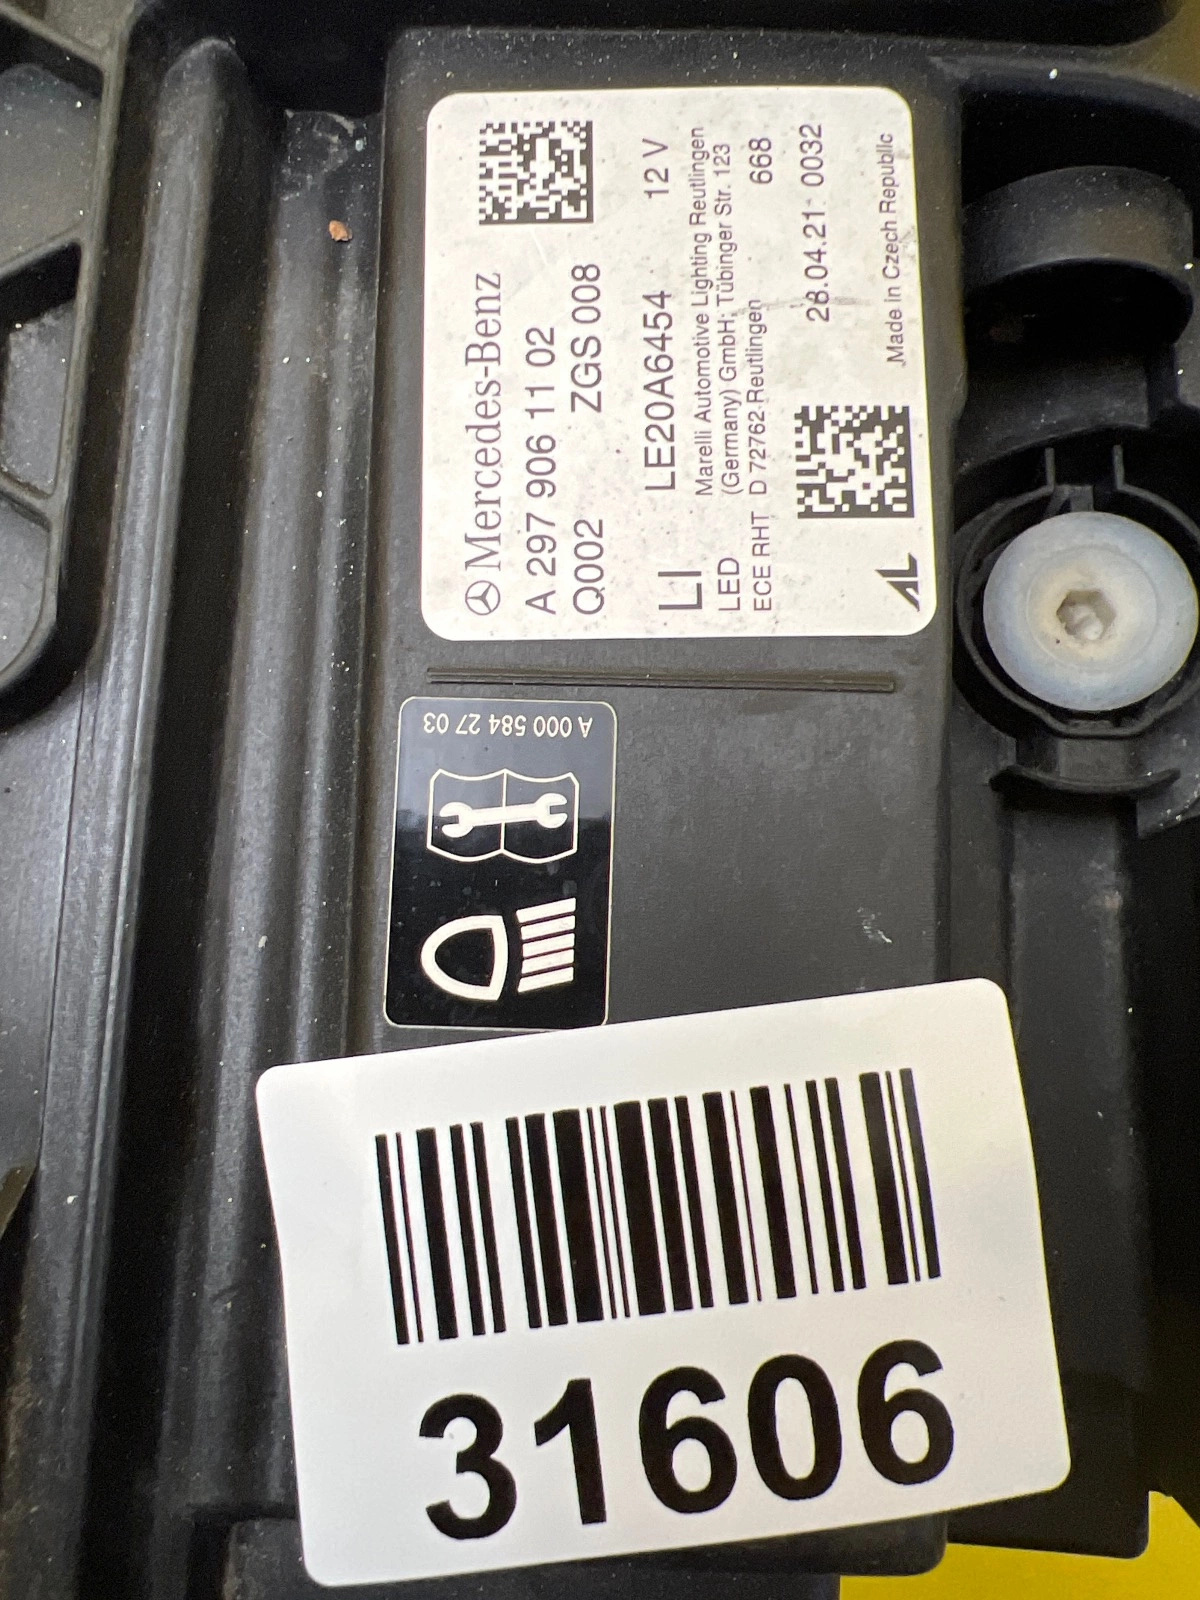 Mercedes-Benz
A 297 906 11 02
Q002 ZGS 008
LI LE20A6454 12 V
LED Marelli Automotive Lighting Reutlingen
(Germany) GmbH; Tübinger Str. 123
ECE RHT D 72762 Reutlingen 668
28.04.21 0032
AL Made in Czech Republic
A 000 584 27 03
31606